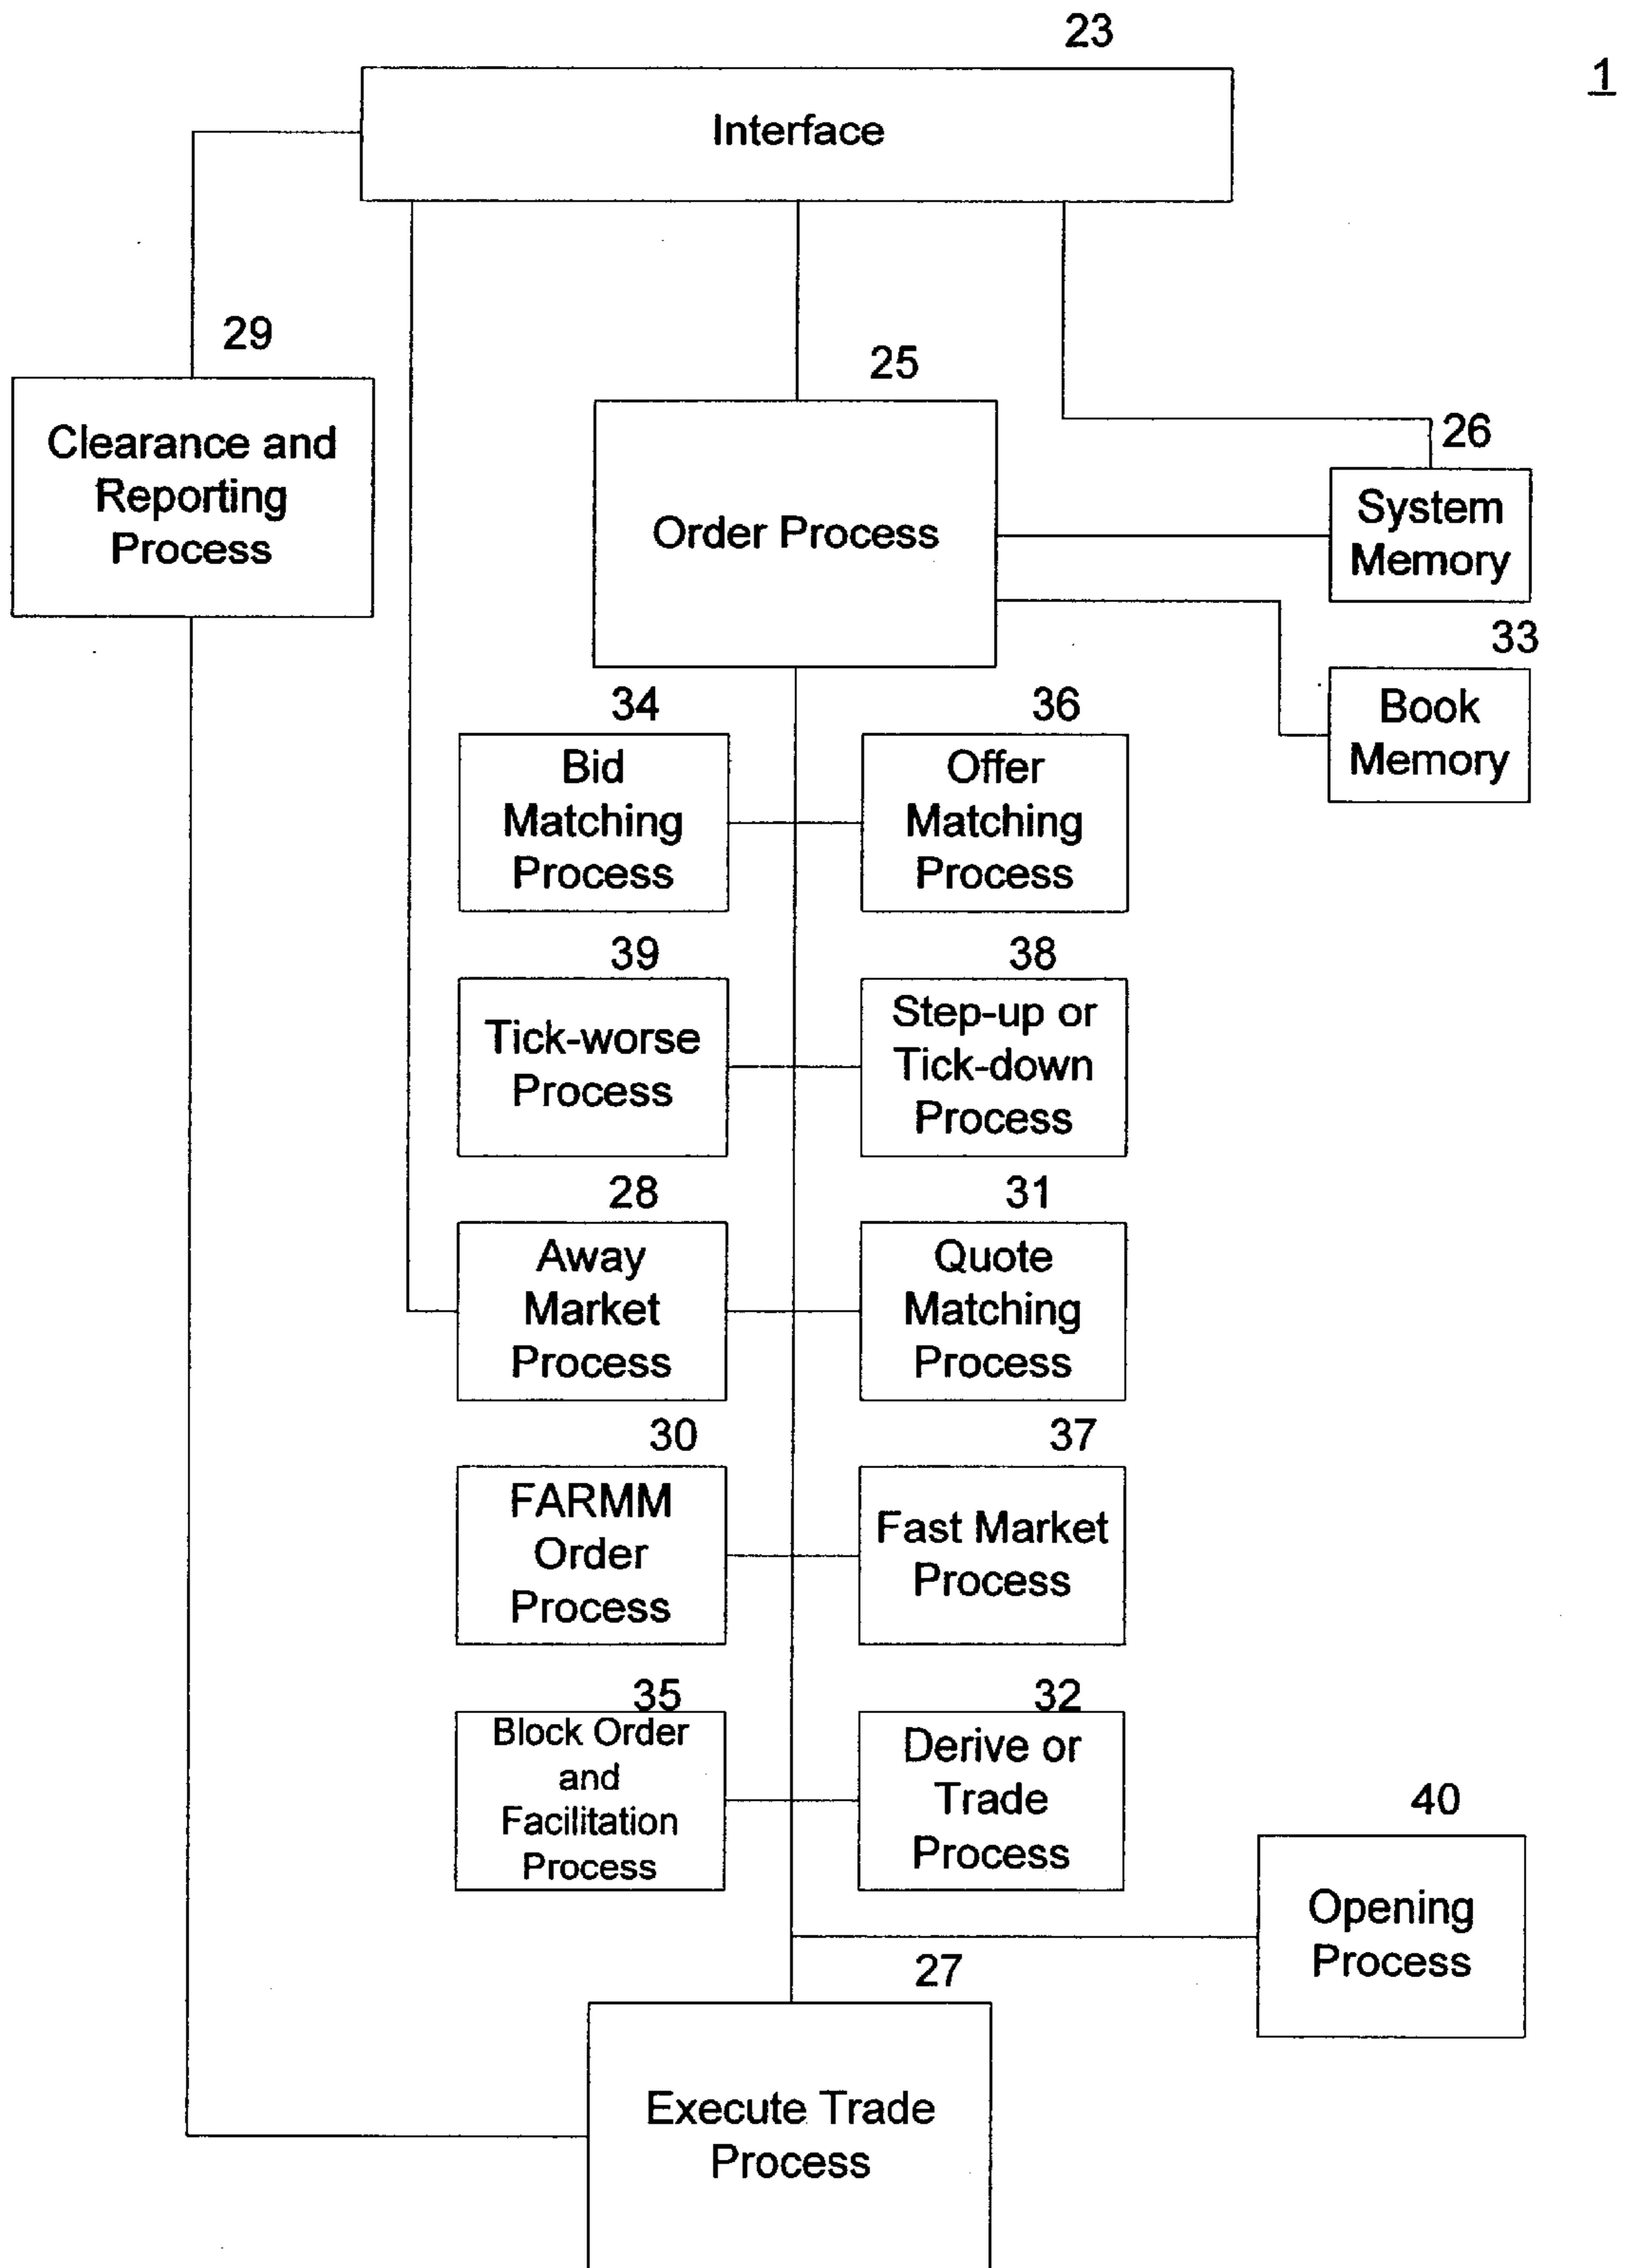 23
1
Interface
29
Clearance and
Reporting
Process
25
Order Process
26
System
Memory
33
Book
Memory
34
Bid
Matching
Process
36
Offer
Matching
Process
39
Tick-worse
Process
38
Step-up or
Tick-down
Process
28
Away
Market
Process
31
Quote
Matching
Process
30
FARMM
Order
Process
37
Fast Market
Process
35
Block Order
and
Facilitation
Process
32
Derive or
Trade
Process
40
Opening
Process
27
Execute Trade
Process